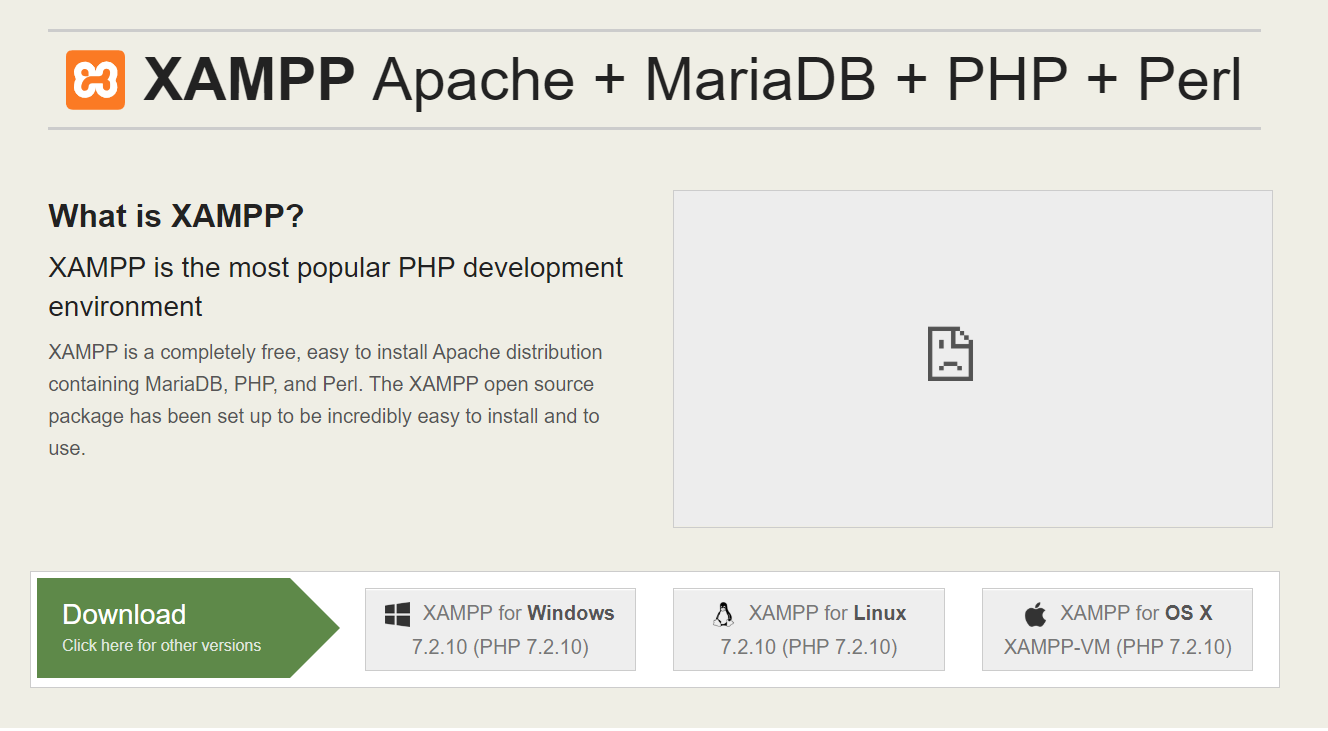 XAMPP Apache + MariaDB + PHP + Perl
What is XAMPP?
XAMPP is the most popular PHP development
environment
XAMPP is a completely free, easy to install Apache distribution
containing MariaDB, PHP, and Perl. The XAMPP open source
package has been set up to be incredibly easy to install and to
use.
Download
Click here for other versions
XAMPP for Windows
7.2.10 (PHP 7.2.10)
XAMPP for Linux
7.2.10 (PHP 7.2.10)
XAMPP for OS X
XAMPP-VM (PHP 7.2.10)